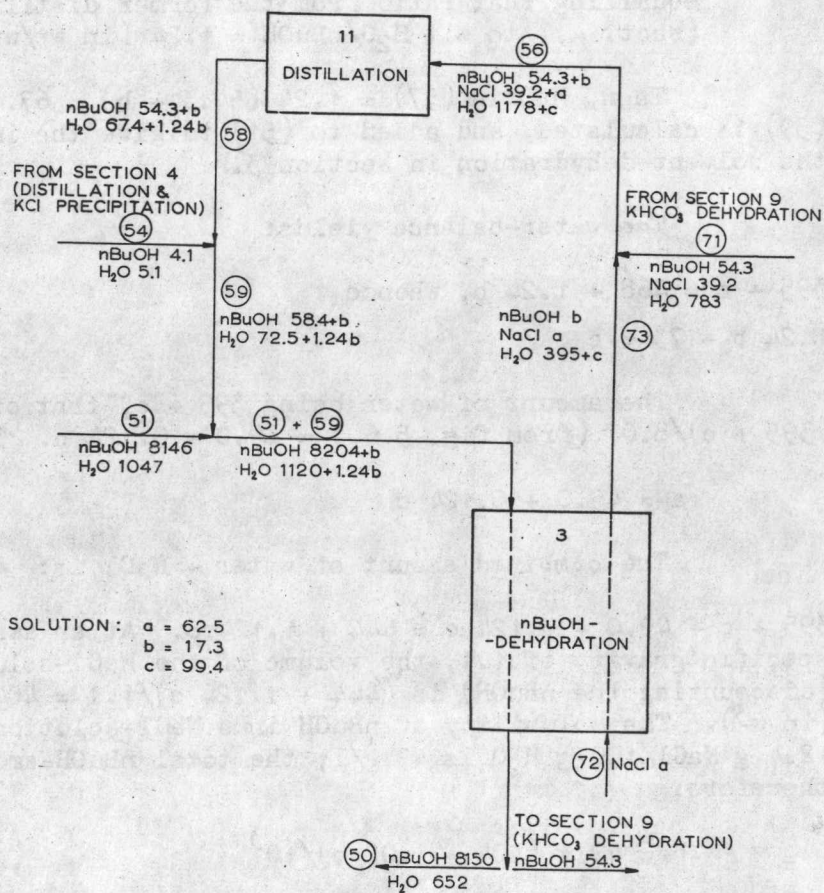 11
DISTILLATION
56
nBuOH 54.3+b
NaCl 39.2+a
H₂O 1178+c
nBuOH 54.3+b
H₂O 67.4+1.24b
58
FROM SECTION 4
(DISTILLATION &
KCl PRECIPITATION)
54
nBuOH 4.1
H₂O 5.1
FROM SECTION 9
KHCO₃ DEHYDRATION
71
nBuOH 54.3
NaCl 39.2
H₂O 783
59
nBuOH 58.4+b
H₂O 72.5+1.24b
nBuOH b
NaCl a
H₂O 395+c
73
51
nBuOH 8146
H₂O 1047
51 + 59
nBuOH 8204+b
H₂O 1120+1.24b
3
nBuOH-
-DEHYDRATION
SOLUTION: a = 62.5
b = 17.3
c = 99.4
72 NaCl a
TO SECTION 9
(KHCO₃ DEHYDRATION)
50
nBuOH 8150
H₂O 652
nBuOH 54.3